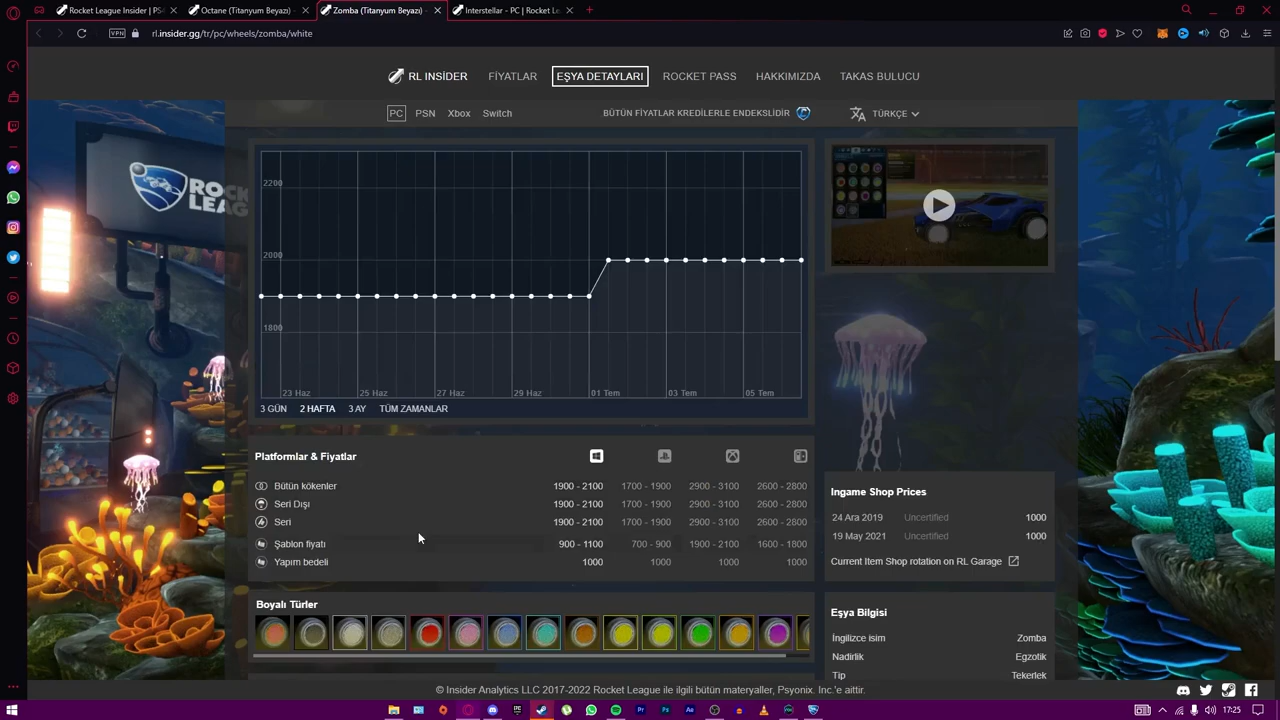 Rocket League Insider | PS4
Octane (Titanyum Beyazı) -
Zomba (Titanyum Beyazı) -
Interstellar - PC | Rocket Le
VPN
rl.insider.gg/tr/pc/wheels/zomba/white
RL INSİDER
FİYATLAR
EŞYA DETAYLARI
ROCKET PASS
HAKKIMIZDA
TAKAS BULUCU
PC
PSN
Xbox
Switch
BÜTÜN FİYATLAR KREDİLERLE ENDEKSLİDİR
TÜRKÇE
2200
2000
1800
23 Haz
25 Haz
27 Haz
29 Haz
01 Tem
03 Tem
05 Tem
3 GÜN
2 HAFTA
3 AY
TÜM ZAMANLAR
Platformlar & Fiyatlar
Bütün kökenler 1900 - 2100 1700 - 1900 2900 - 3100 2600 - 2800
Seri Dışı 1900 - 2100 1700 - 1900 2900 - 3100 2600 - 2800
Seri 1900 - 2100 1700 - 1900 2900 - 3100 2600 - 2800
Şablon fiyatı 900 - 1100 700 - 900 1900 - 2100 1600 - 1800
Yapım bedeli 1000 1000 1000 1000
Boyalı Türler
Ingame Shop Prices
24 Ara 2019 Uncertified 1000
19 May 2021 Uncertified 1000
Current Item Shop rotation on RL Garage
Eşya Bilgisi
İngilizce isim Zomba
Nadirlik Egzotik
Tip Tekerlek
© Insider Analytics LLC 2017-2022 Rocket League ile ilgili bütün materyaller, Psyonix. Inc.'e aittir.
17:25